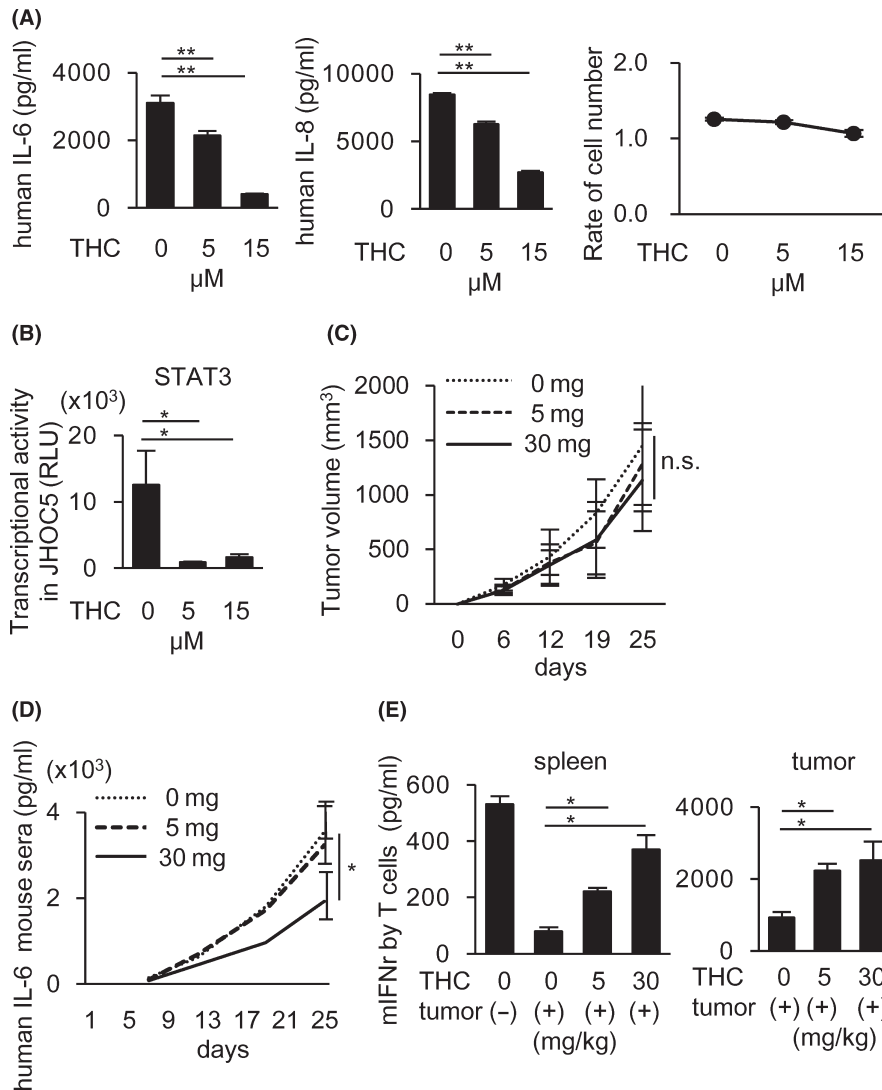 (A)
human IL-6 (pg/ml)
4000
2000
0
**
**
THC 0 5 15
µM
human IL-8 (pg/ml)
10000
5000
0
**
**
THC 0 5 15
µM
Rate of cell number
2.0
1.0
0.0
THC 0 5 15
µM
(B)
STAT3
(x10³)
Transcriptional activity
in JHOC5 (RLU)
20
10
0
*
*
THC 0 5 15
µM
(C)
Tumor volume (mm³)
2000
1500
1000
500
0
0 mg
5 mg
30 mg
n.s.
0 6 12 19 25
days
(D)
human IL-6 mouse sera (pg/ml)
(x10³)
4
2
0
0 mg
5 mg
30 mg
*
1 5 9 13 17 21 25
days
(E)
mIFNr by T cells (pg/ml)
spleen
600
400
200
0
*
*
THC 0 0 5 30
tumor (−) (+) (+) (+)
(mg/kg)
tumor
4000
2000
0
*
*
THC 0 5 30
tumor (+) (+) (+)
(mg/kg)